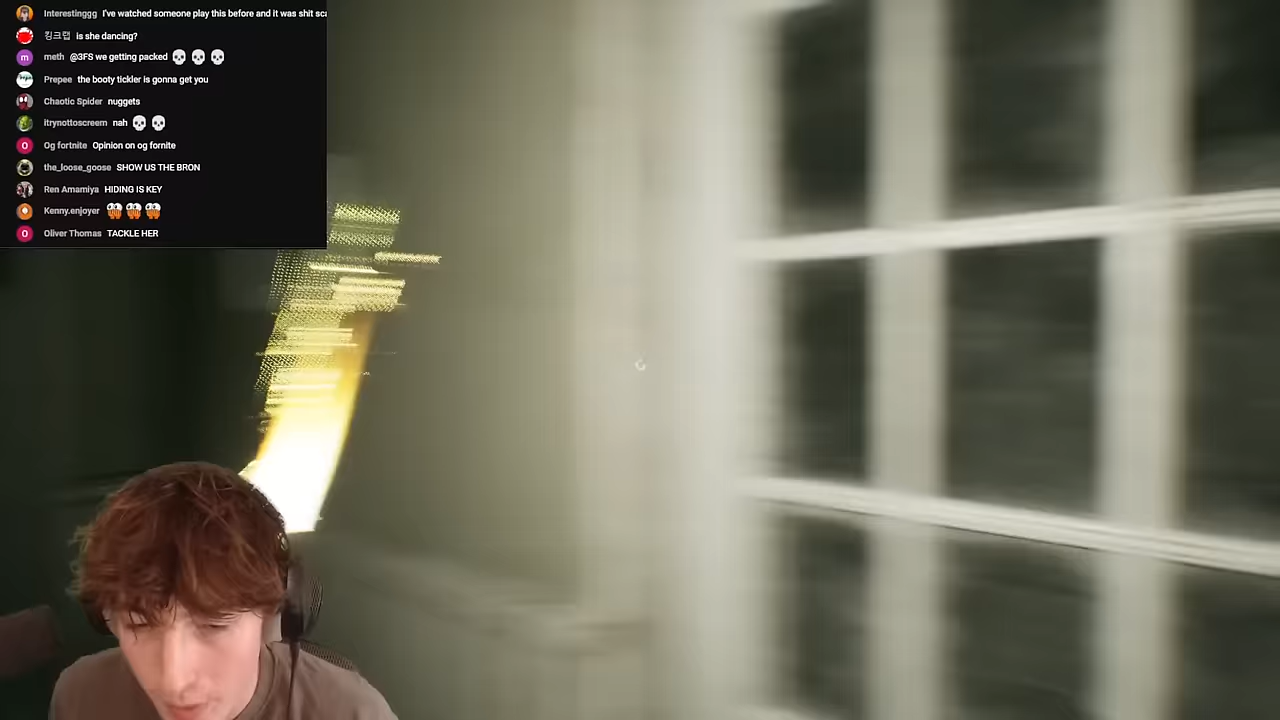 Interestinggg I've watched someone play this before and it was shit
킹크랩 is she dancing?
meth @3FS we getting packed 💀 💀 💀
Prepee the booty tickler is gonna get you
Chaotic Spider nuggets
itrynottoscreem nah 💀 💀
Og fortnite Opinion on og fornite
the_loose_goose SHOW US THE BRON
Ren Amamiya HIDING IS KEY
Kenny.enjoyer
Oliver Thomas TACKLE HER